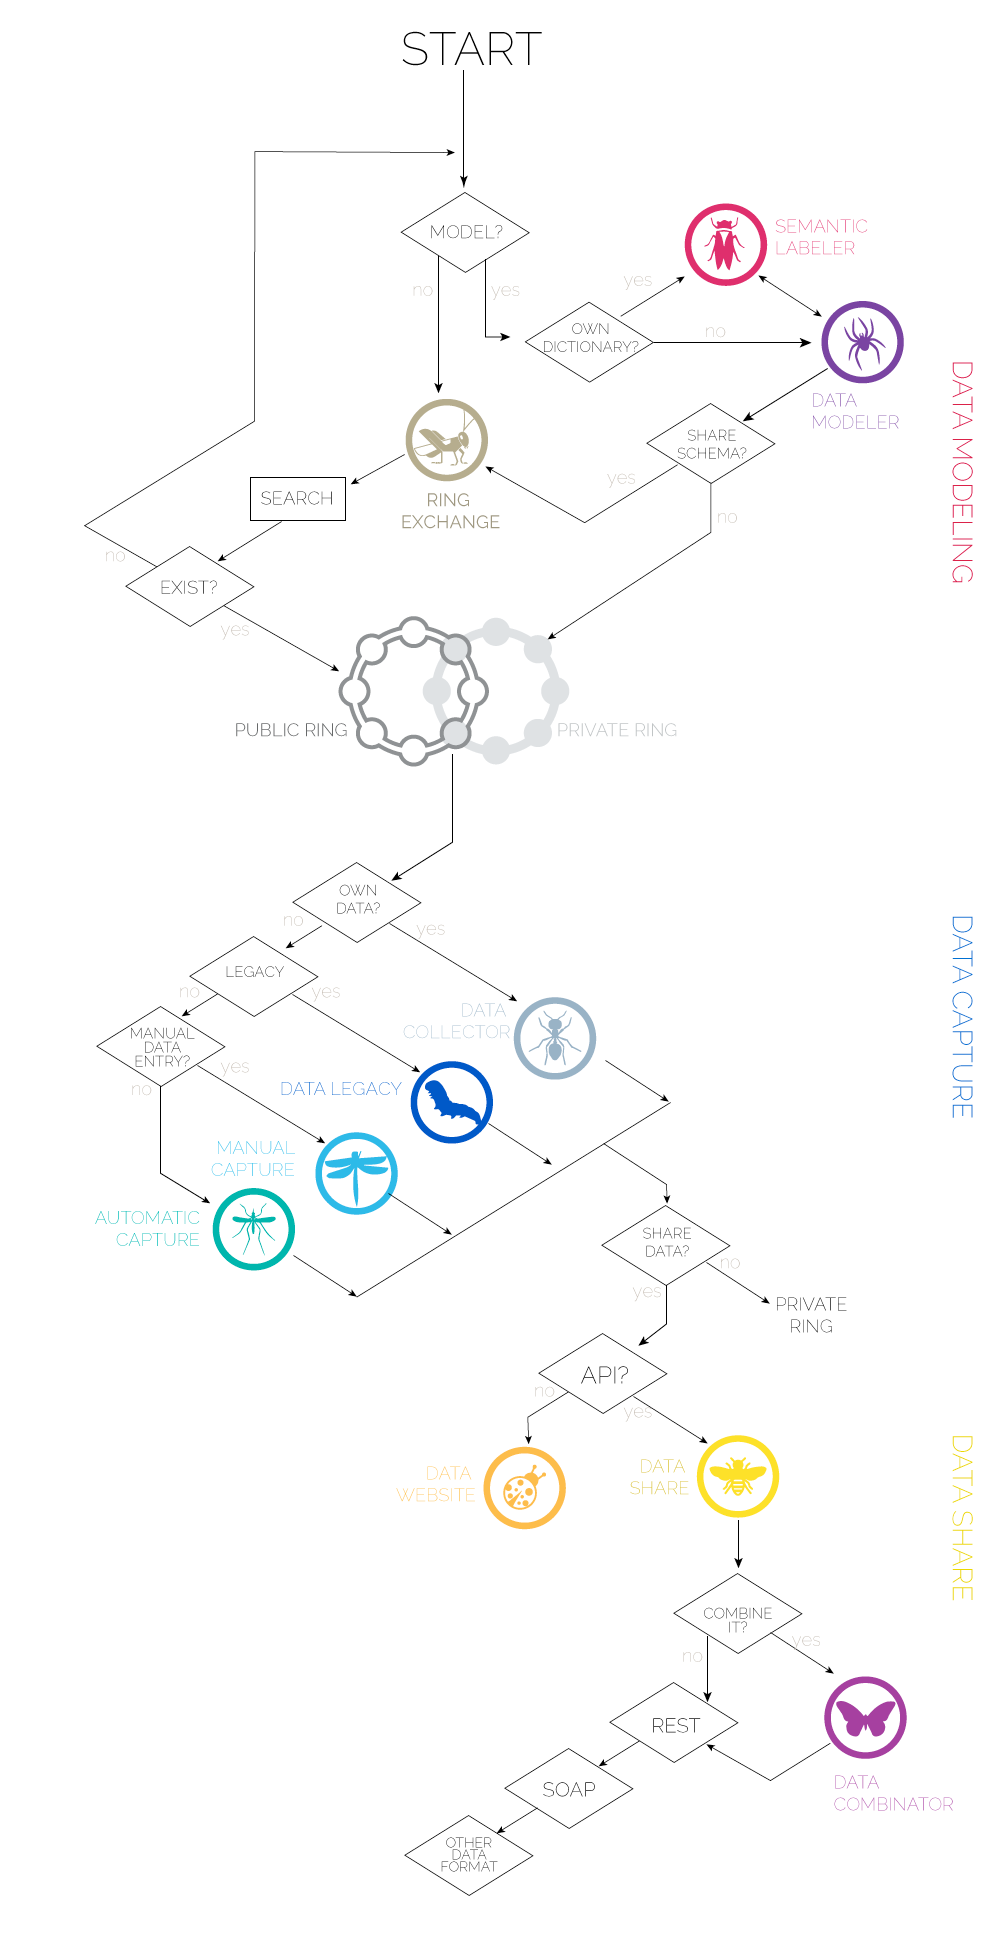 START
MODEL?
no
yes
SEMANTIC
LABELER
yes
OWN
DICTIONARY?
no
DATA
MODELER
DATA MODELING
SHARE
SCHEMA?
yes
no
RING
EXCHANGE
SEARCH
no
EXIST?
yes
PUBLIC RING
PRIVATE RING
OWN
DATA?
no
yes
LEGACY
no
yes
DATA
COLLECTOR
DATA CAPTURE
MANUAL
DATA
ENTRY?
no
yes
DATA LEGACY
MANUAL
CAPTURE
AUTOMATIC
CAPTURE
SHARE
DATA?
yes
no
PRIVATE
RING
API?
no
yes
DATA
WEBSITE
DATA
SHARE
DATA SHARE
COMBINE
IT?
no
yes
REST
DATA
COMBINATOR
SOAP
OTHER
DATA
FORMAT